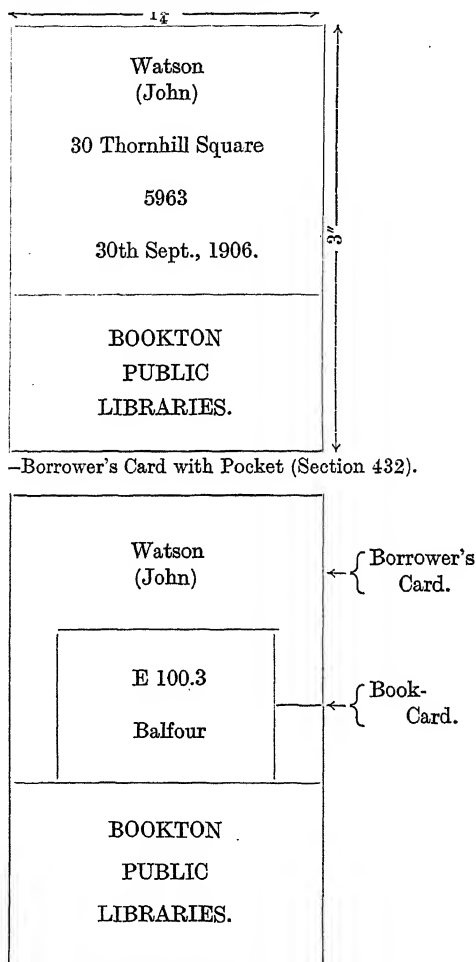 Watson
(John)
30 Thornhill Square
5963
30th Sept., 1906.
3"
BOOKTON
PUBLIC
LIBRARIES.
–Borrower's Card with Pocket (Section 432).
Watson
(John)
Borrower's
Card.
E 100.3
Balfour
Book-
Card.
BOOKTON
PUBLIC
LIBRARIES.